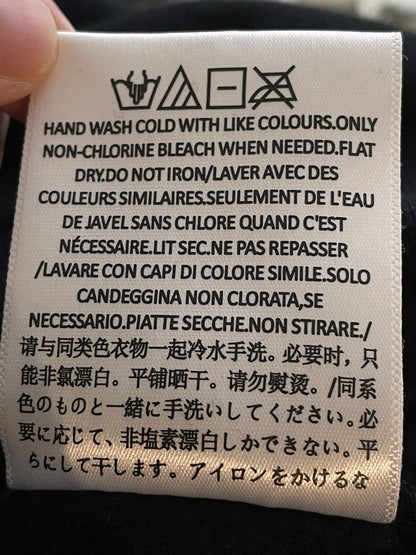 HAND WASH COLD WITH LIKE COLOURS.ONLY
NON-CHLORINE BLEACH WHEN NEEDED.FLAT
DRY.DO NOT IRON/LAVER AVEC DES
COULEURS SIMILAIRES.SEULEMENT DE L'EAU
DE JAVEL SANS CHLORE QUAND C'EST
NÉCESSAIRE.LIT SEC.NE PAS REPASSER
/LAVARE CON CAPI DI COLORE SIMILE.SOLO
CANDEGGINA NON CLORATA,SE
NECESSARIO.PIATTE SECCHE.NON STIRARE./
请与同类色衣物一起冷水手洗。必要时，只
能非氯漂白。平铺晒干。请勿熨烫。/同系
色のものと一緒に手洗いしてください。必
要に応じて、非塩素漂白しかできない。平
らにして干します。アイロンをかけるな